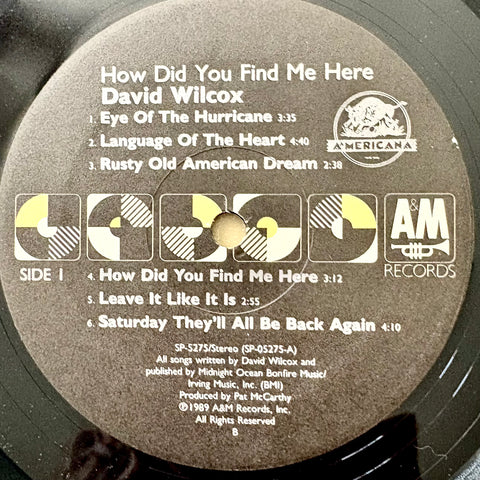 How Did You Find Me Here
David Wilcox
1. Eye Of The Hurricane 3:35
2. Language Of The Heart 4:40
3. Rusty Old American Dream 2:38
AMERICANA
A&M
RECORDS
SIDE 1
4. How Did You Find Me Here 3:12
5. Leave It Like It Is 2:55
6. Saturday They'll All Be Back Again 4:10
SP-5275/Stereo (SP-05275-A)
All songs written by David Wilcox and
published by Midnight Ocean Bonfire Music/
Irving Music, Inc. (BMI)
Produced by Pat McCarthy
©1989 A&M Records, Inc.
All Rights Reserved
B